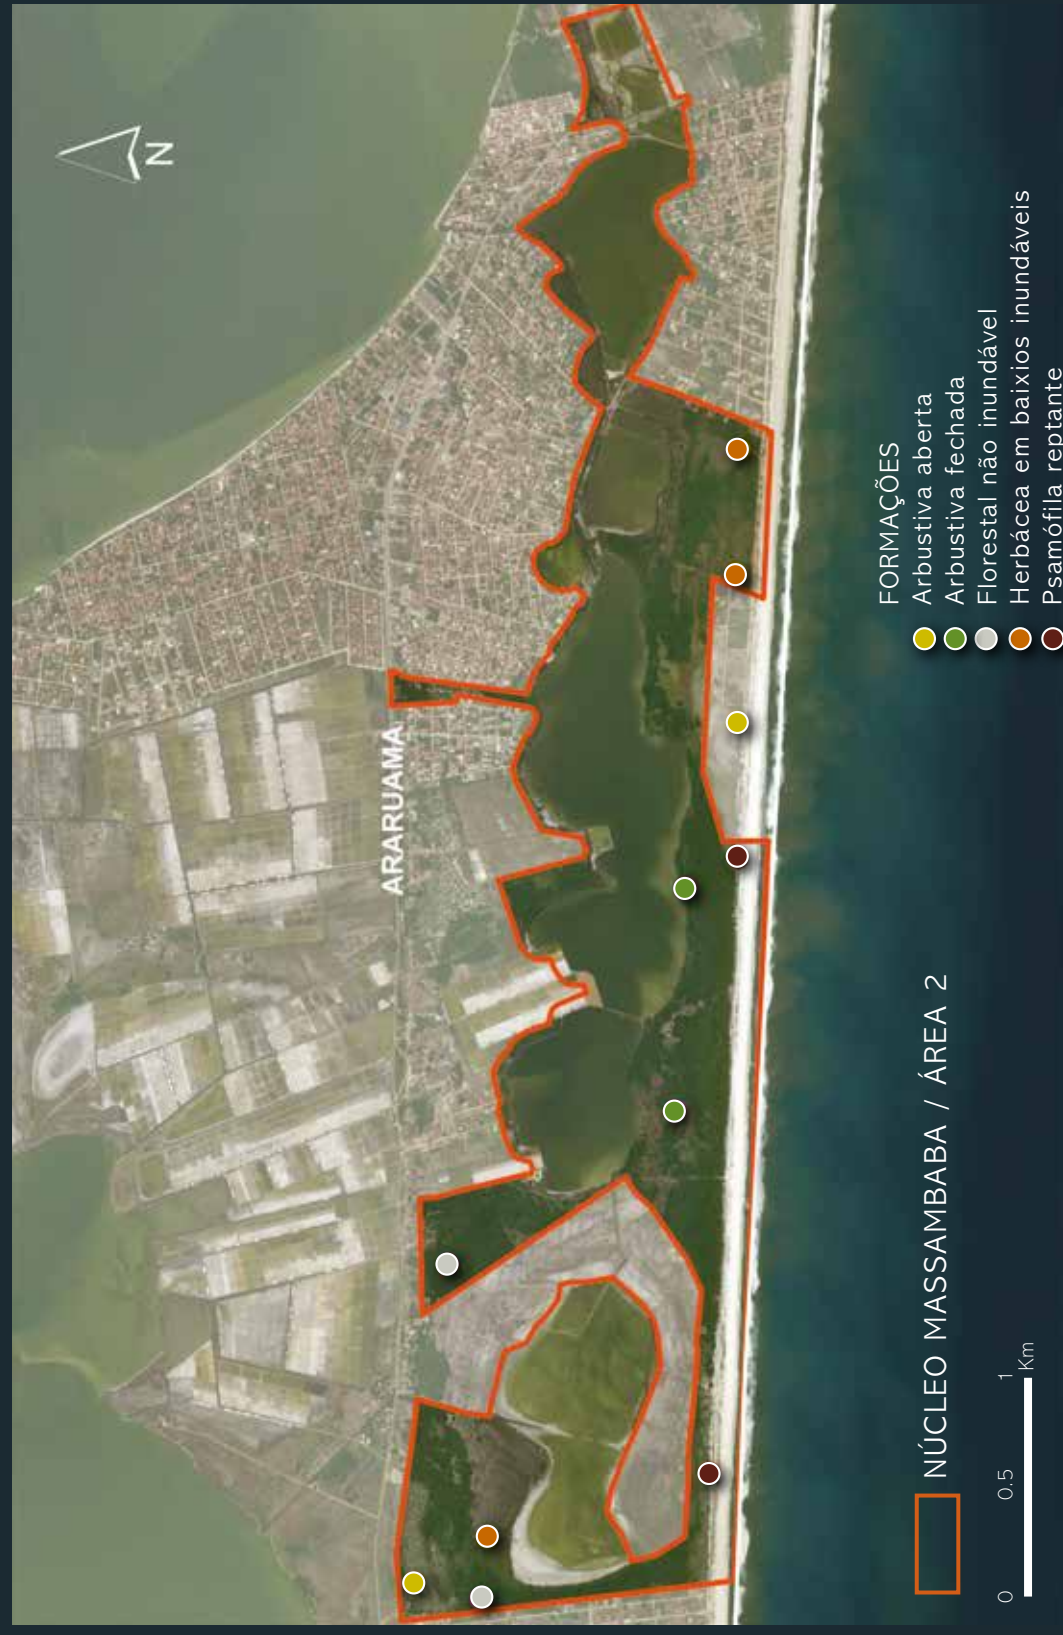 N
ARARUAMA
FORMAÇÕES
Arbustiva aberta
Arbustiva fechada
Florestal não inundável
Herbácea em baixios inundáveis
Psamófila reptante
NÚCLEO MASSAMBABA / ÁREA 2
0 0.5 1
Km